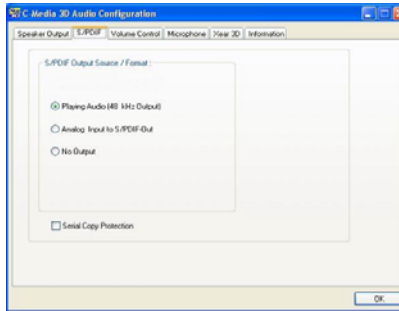 C-Media 3D Audio Configuration
Speaker Output S/PDIF Volume Control Microphone Xear 3D Information
S/PDIF Output Source / Format :
Playing Audio (48 kHz Output)
Analog Input to S/PDIF-Out
No Output
Serial Copy Protection
OK